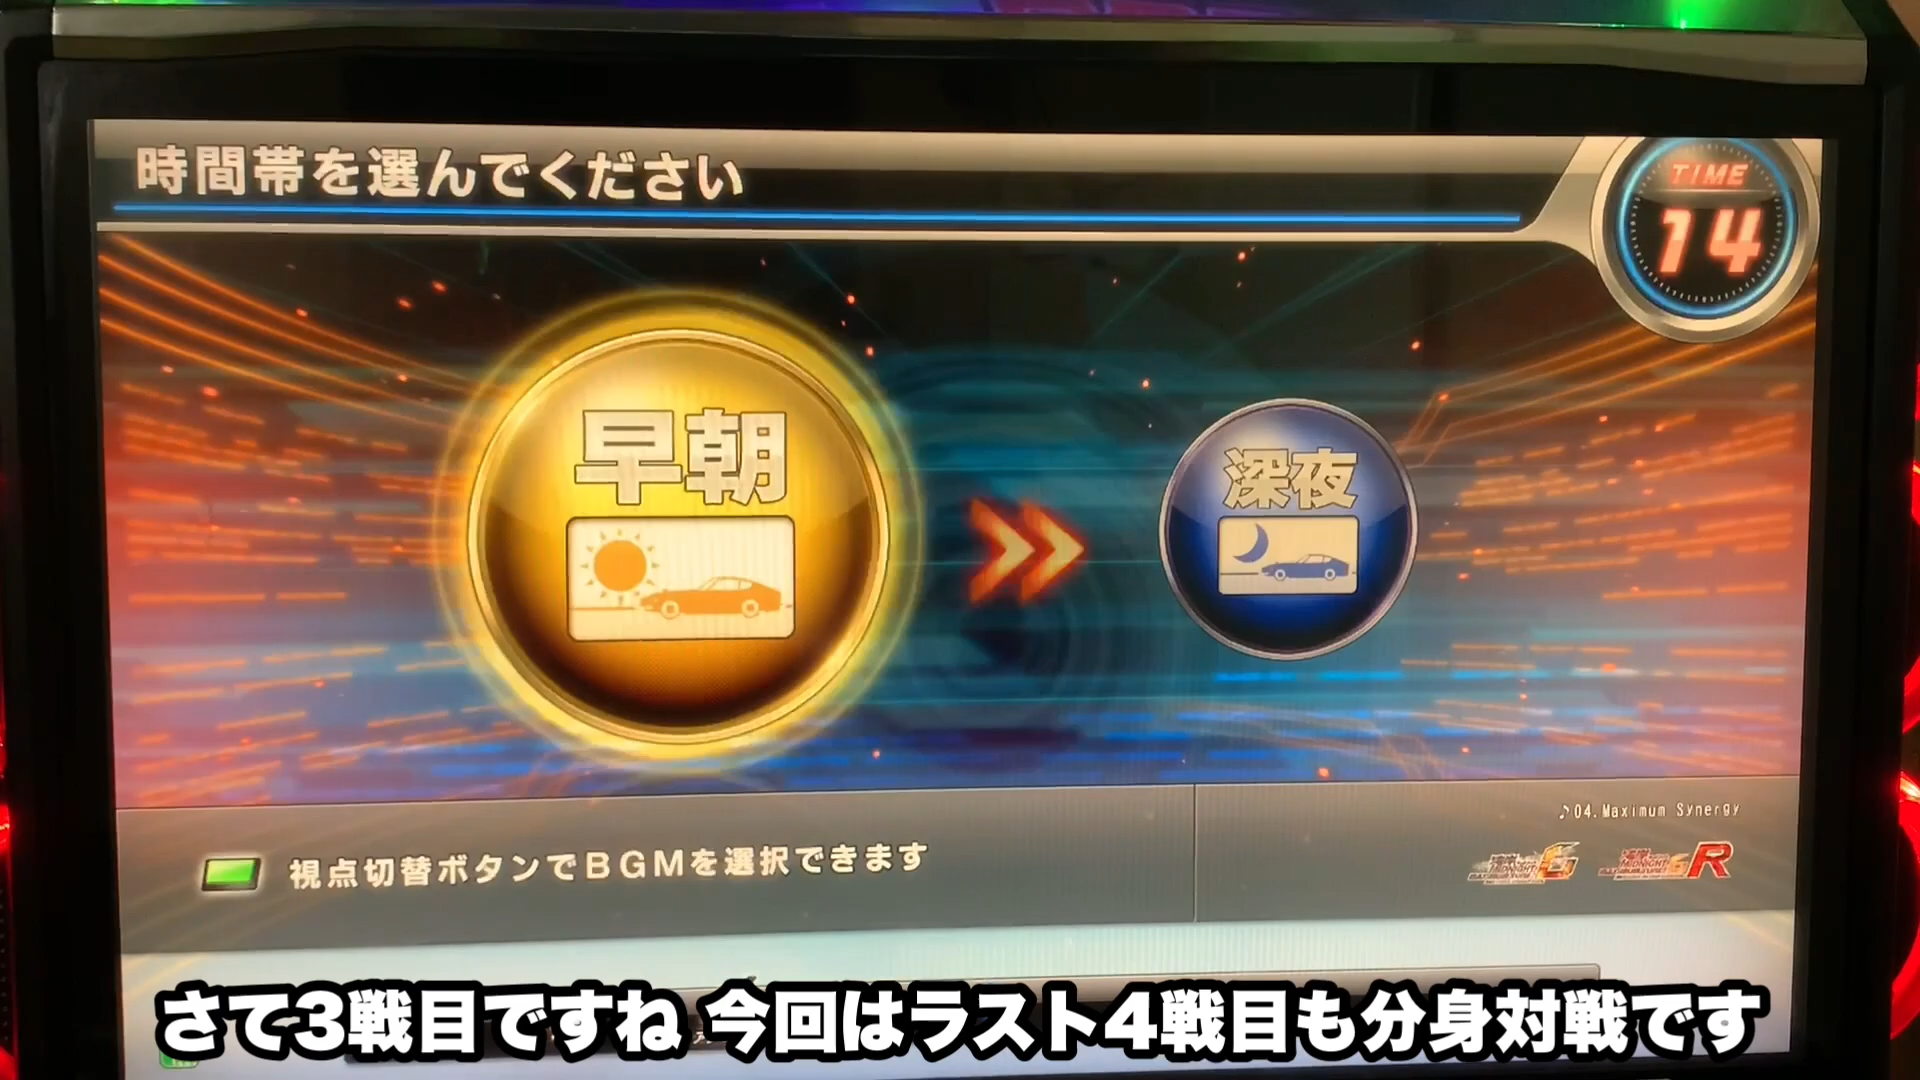 時間帯を選んでください
TIME
14
早朝
深夜
♪04.Maximum Synergy
視点切替ボタンでBGMを選択できます
MIDNIGHT
MIDNIGHT
6 R
さて3戦目ですね 今回はラスト4戦目も分身対戦です